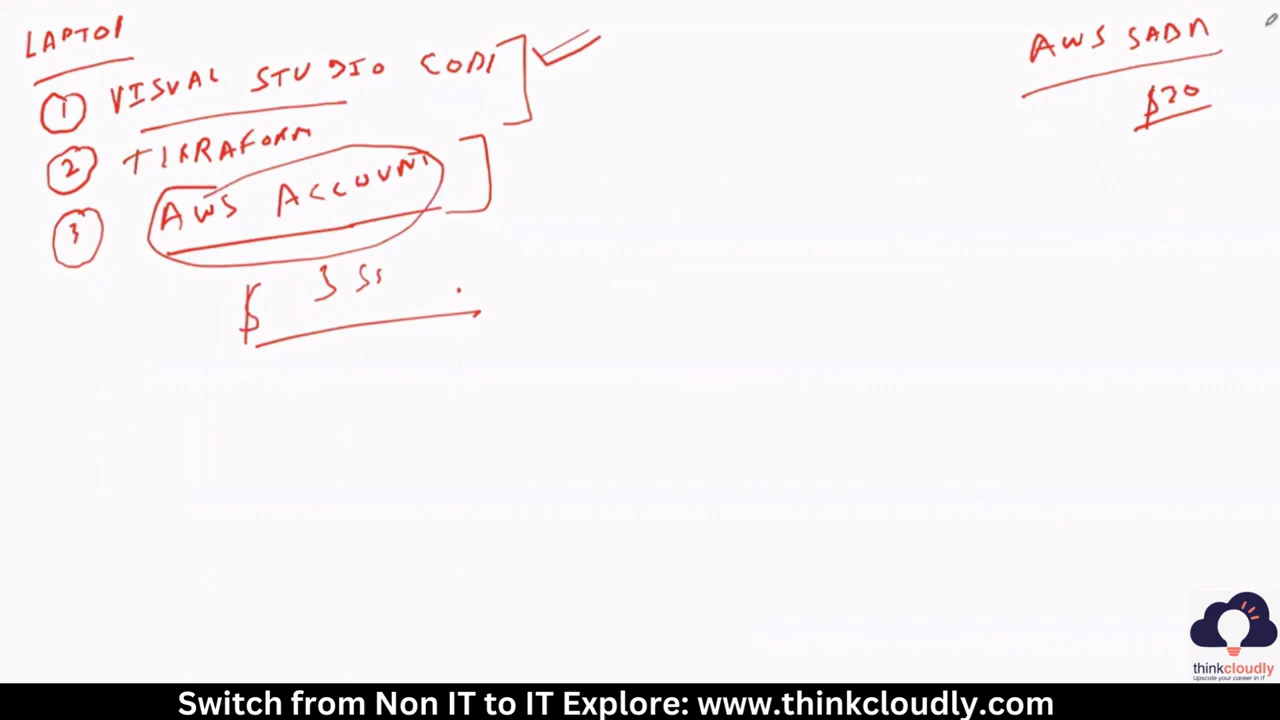 LAPTOP
① VISUAL STUDIO CODE
② TERRAFORM
③ AWS ACCOUNT
$
AWS
$20
thinkcloudly
Upscale your career in IT
Switch from Non IT to IT Explore: www.thinkcloudly.com